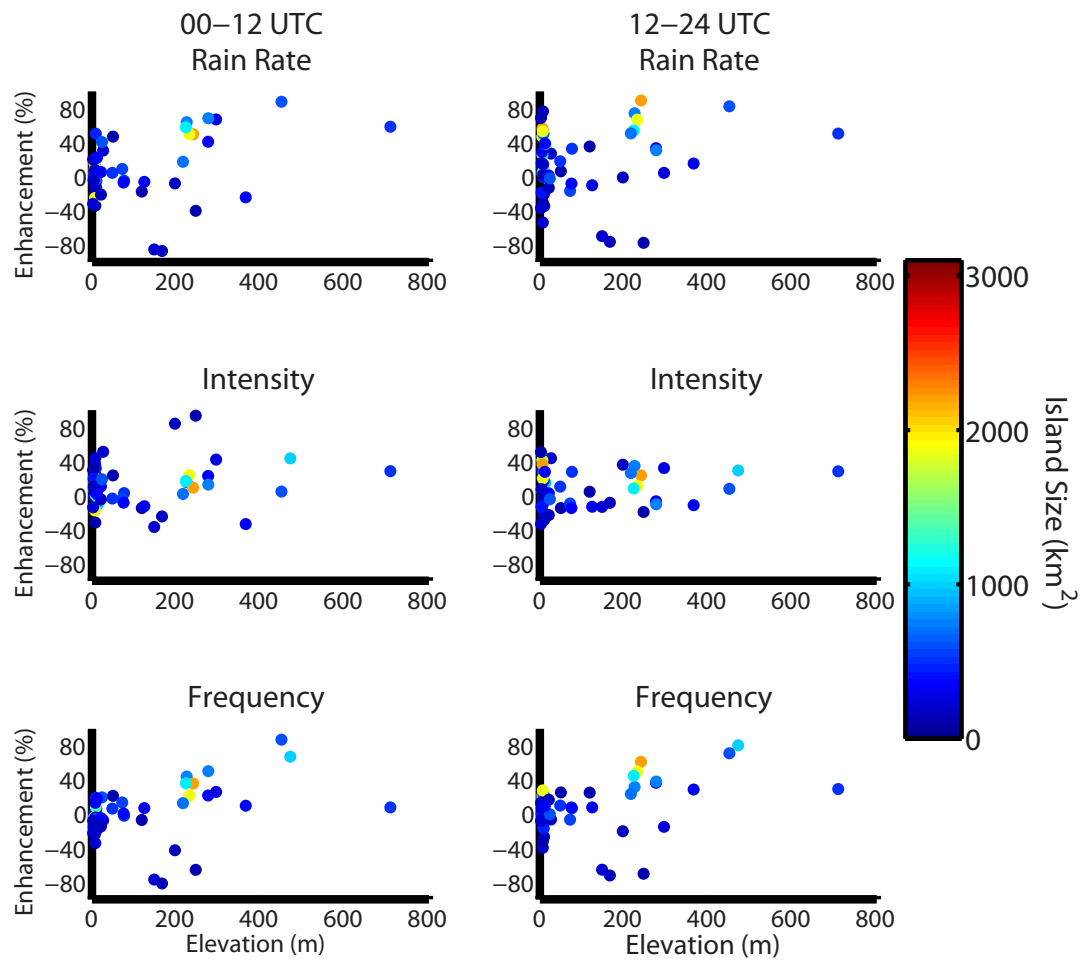 00−12 UTC
Rain Rate
12−24 UTC
Rain Rate
Enhancement (%)
80
40
0
−40
−80
0 200 400 600 800
80
40
0
−40
−80
0 200 400 600 800
Intensity
Intensity
Enhancement (%)
80
40
0
−40
−80
0 200 400 600 800
80
40
0
−40
−80
0 200 400 600 800
Frequency
Frequency
Enhancement (%)
80
40
0
−40
−80
0 200 400 600 800
Elevation (m)
80
40
0
−40
−80
0 200 400 600 800
Elevation (m)
3000
2000
1000
0
Island Size (km²)